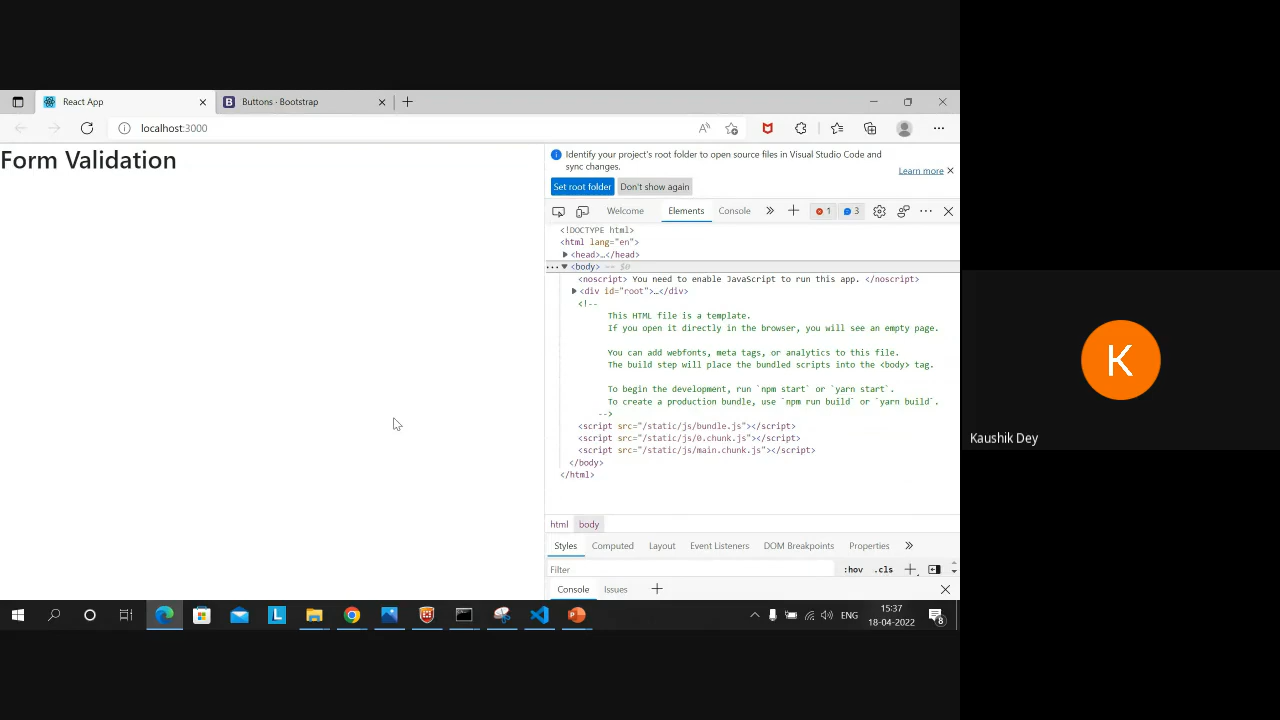 React App
Buttons · Bootstrap
localhost:3000
Form Validation
Identify your project's root folder to open source files in Visual Studio Code and
sync changes.
Learn more
Set root folder
Don't show again
Welcome
Elements
Console
1
3
<!DOCTYPE html>
<html lang="en">
<head>…</head>
<body> == $0
<noscript> You need to enable JavaScript to run this app. </noscript>
<div id="root">…</div>
<!--
This HTML file is a template.
If you open it directly in the browser, you will see an empty page.
You can add webfonts, meta tags, or analytics to this file.
The build step will place the bundled scripts into the <body> tag.
To begin the development, run `npm start` or `yarn start`.
To create a production bundle, use `npm run build` or `yarn build`.
-->
<script src="/static/js/bundle.js"></script>
<script src="/static/js/0.chunk.js"></script>
<script src="/static/js/main.chunk.js"></script>
</body>
</html>
html
body
Styles
Computed
Layout
Event Listeners
DOM Breakpoints
Properties
Filter
:hov
.cls
Console
Issues
ENG
15:37
18-04-2022
8
K
Kaushik Dey